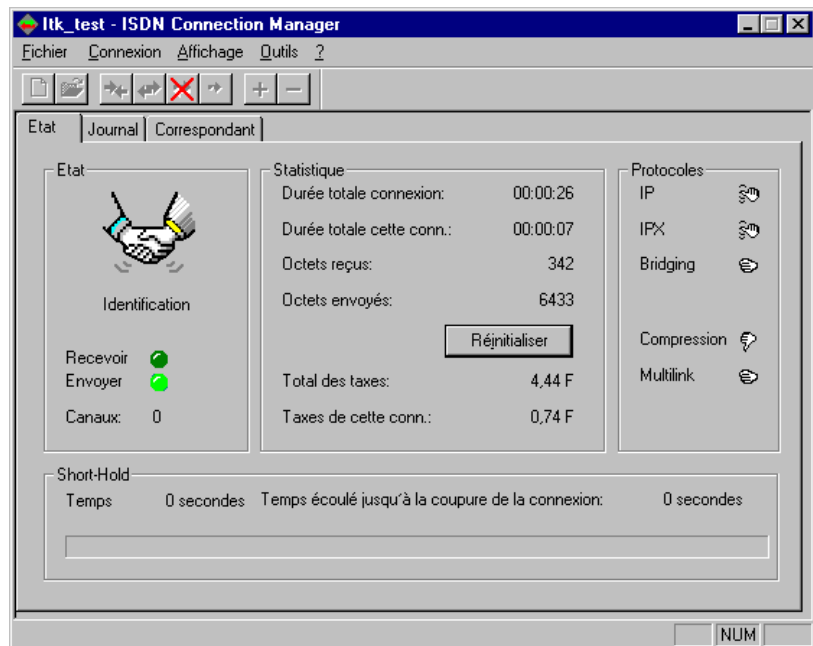 Itk_test - ISDN Connection Manager
Fichier Connexion Affichage Outils ?
Etat Journal Correspondant
Etat
Identification
Recevoir
Envoyer
Canaux: 0
Statistique
Durée totale connexion: 00:00:26
Durée totale cette conn.: 00:00:07
Octets reçus: 342
Octets envoyés: 6433
Réinitialiser
Total des taxes: 4,44 F
Taxes de cette conn.: 0,74 F
Protocoles
IP
IPX
Bridging
Compression
Multilink
Short-Hold
Temps 0 secondes Temps écoulé jusqu´à la coupure de la connexion: 0 secondes
NUM